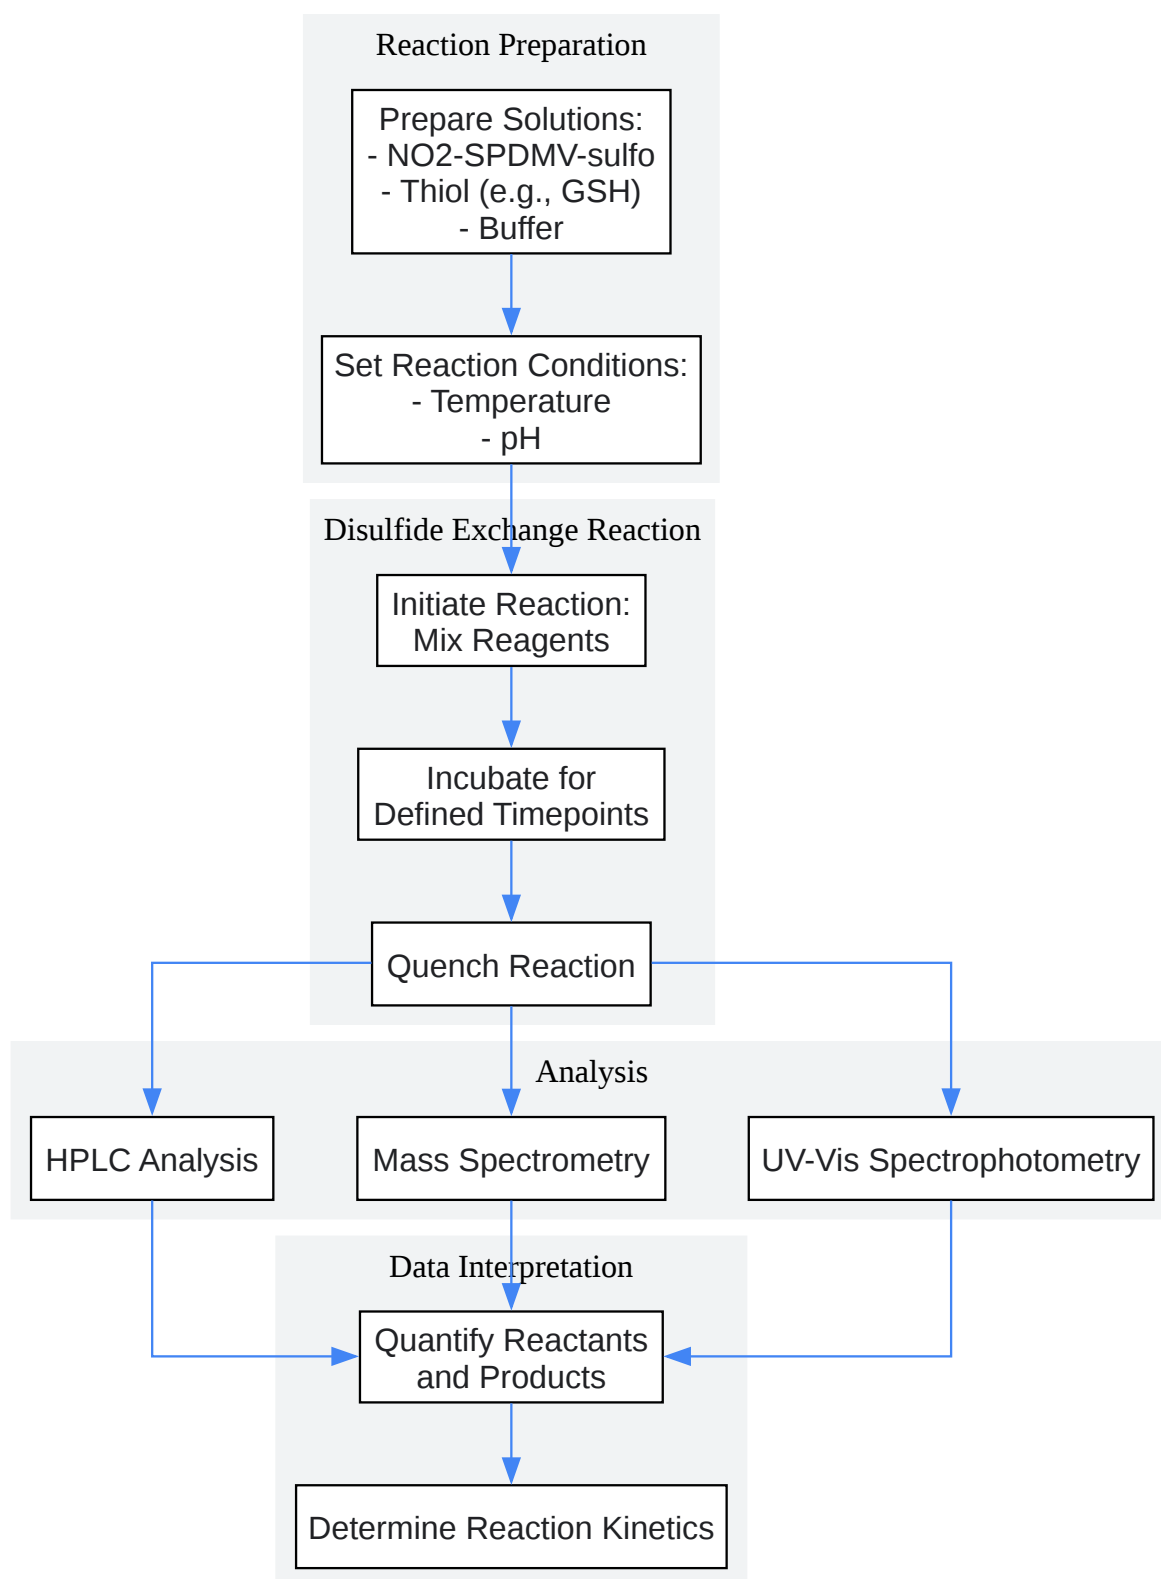 Reaction Preparation
Prepare Solutions:
- NO2-SPDMV-sulfo
- Thiol (e.g., GSH)
- Buffer
Set Reaction Conditions:
- Temperature
- pH
Disulfide Exchange Reaction
Initiate Reaction:
Mix Reagents
Incubate for
Defined Timepoints
Quench Reaction
Analysis
HPLC Analysis
Mass Spectrometry
UV-Vis Spectrophotometry
Data Interpretation
Quantify Reactants
and Products
Determine Reaction Kinetics